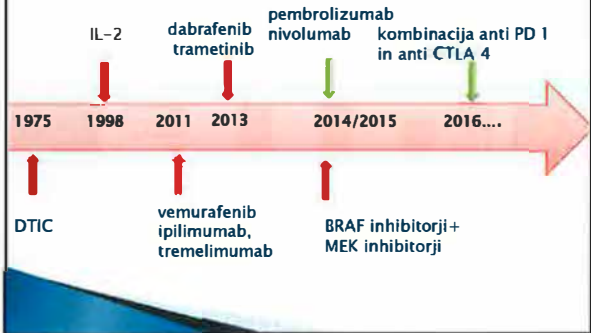 pembrolizumab
nivolumab
IL-2
dabrafenib
trametinib
kombinacija anti PD 1
in anti CTLA 4
1975 1998 2011 2013 2014/2015 2016....
DTIC
vemurafenib
ipilimumab,
tremelimumab
BRAF inhibitorji+
MEK inhibitorji